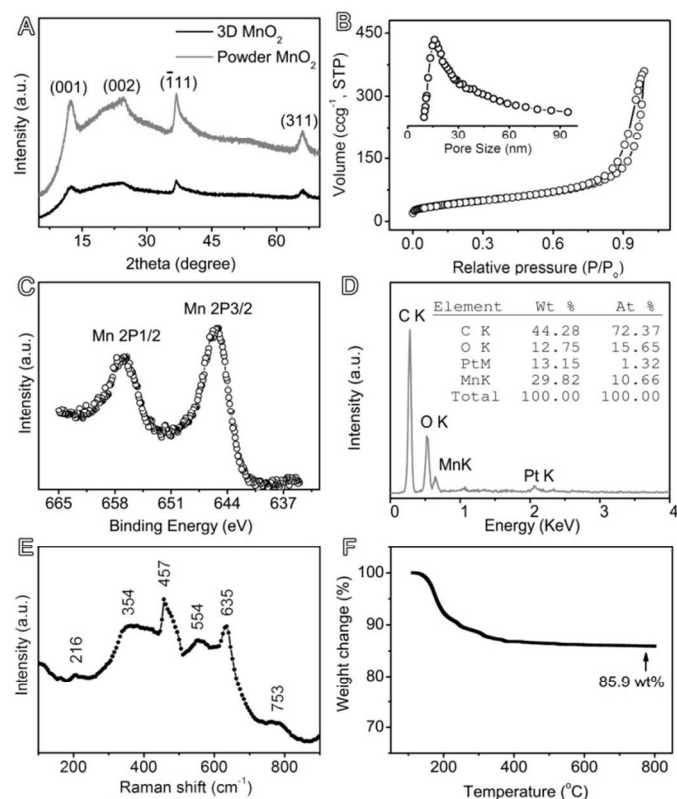 A
3D MnO₂
Powder MnO₂
(001)
(002)
(1̄11)
(311)
Intensity (a.u.)
15 30 45 60
2theta (degree)
B
450
300
150
0
Volume (ccg⁻¹, STP)
0 30 60 90
Pore Size (nm)
0.0 0.3 0.6 0.9
Relative pressure (P/P₀)
C
Mn 2P1/2
Mn 2P3/2
Intensity (a.u.)
665 658 651 644 637
Binding Energy (eV)
D
Element Wt % At %
C K 44.28 72.37
O K 12.75 15.65
PtM 13.15 1.32
MnK 29.82 10.66
Total 100.00 100.00
C K
O K
MnK
Pt K
Intensity (a.u.)
0 1 2 3 4
Energy (KeV)
E
216
354
457
554
635
753
Intensity (a.u.)
200 400 600 800
Raman shift (cm⁻¹)
F
100
90
80
70
Weight change (%)
85.9 wt%
200 400 600 800
Temperature (°C)